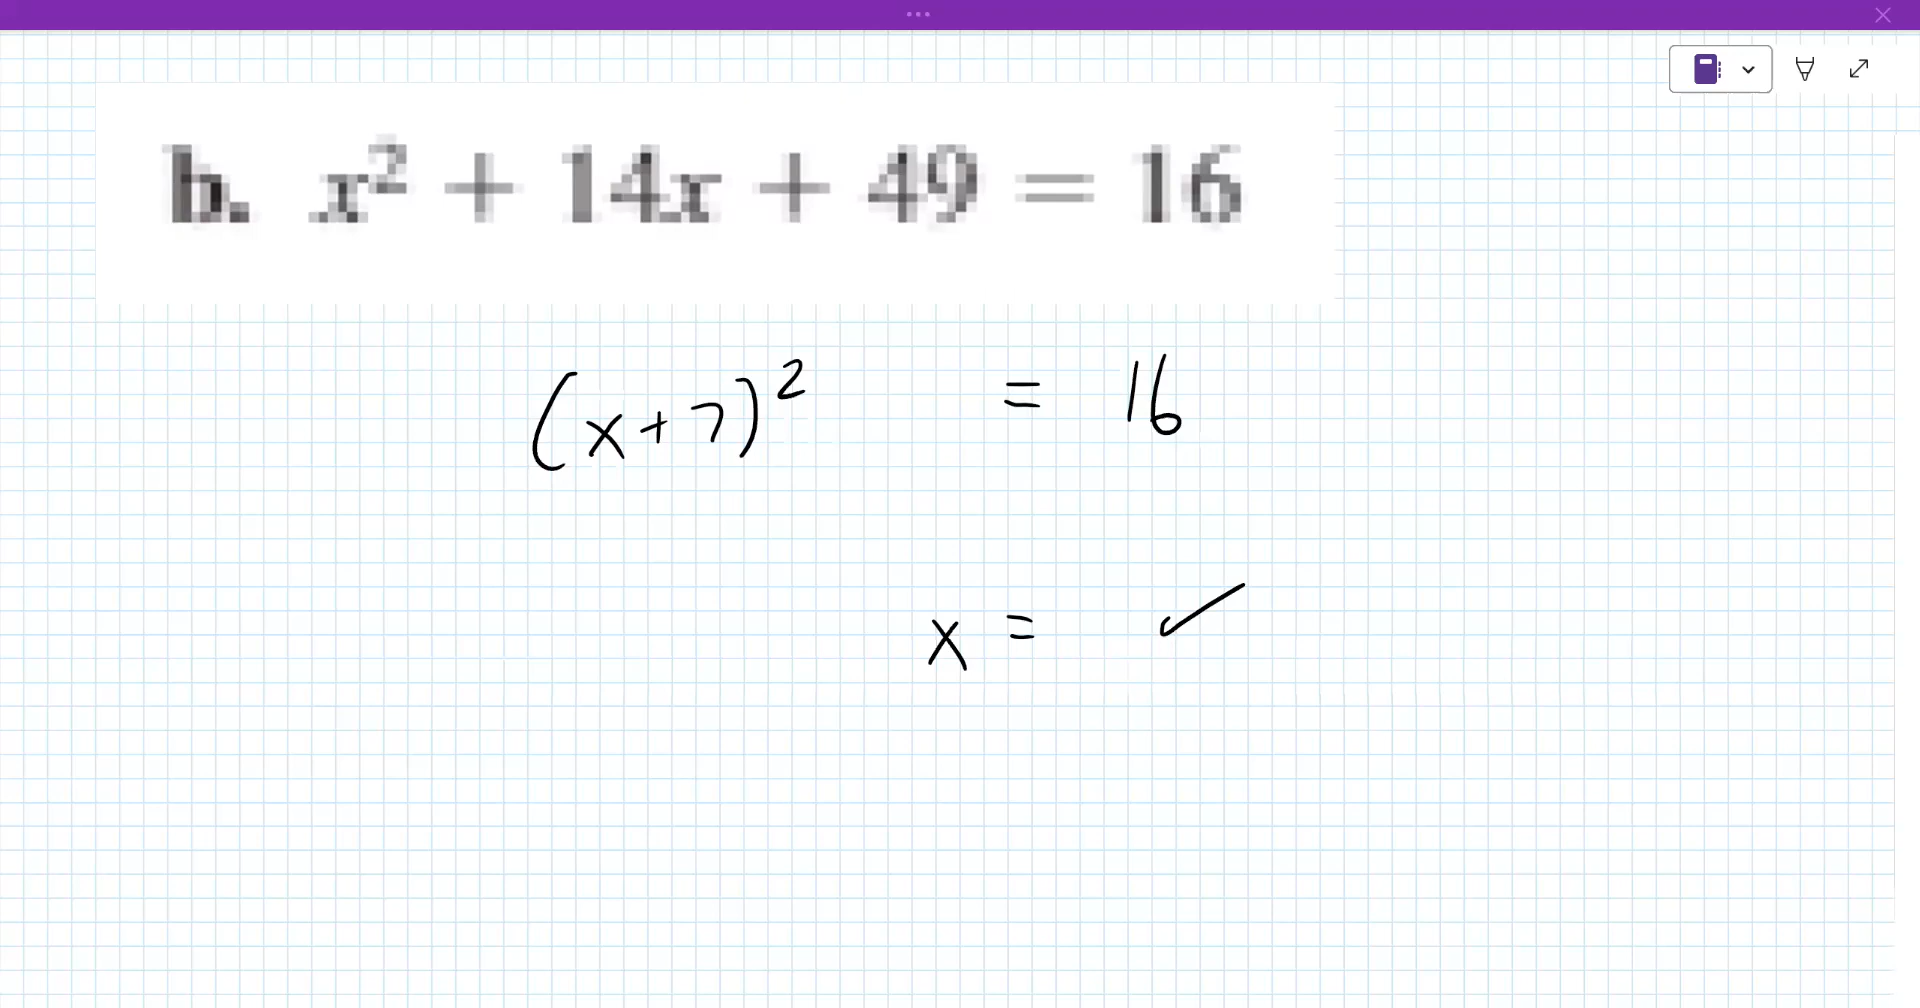 b. x² + 14x + 49 = 16
(x+7)² = 16
x =